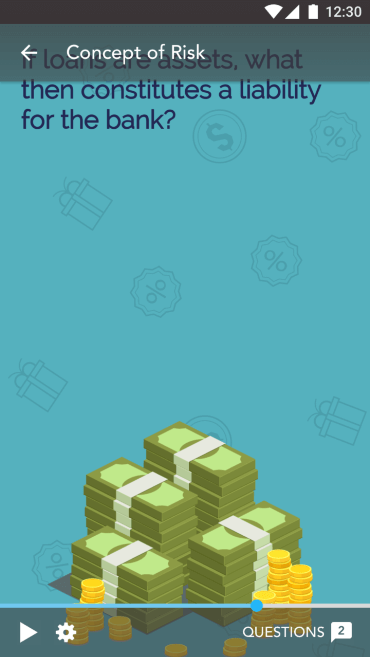 12:30
Concept of Risk
If loans are assets, what
then constitutes a liability
for the bank?
QUESTIONS 2